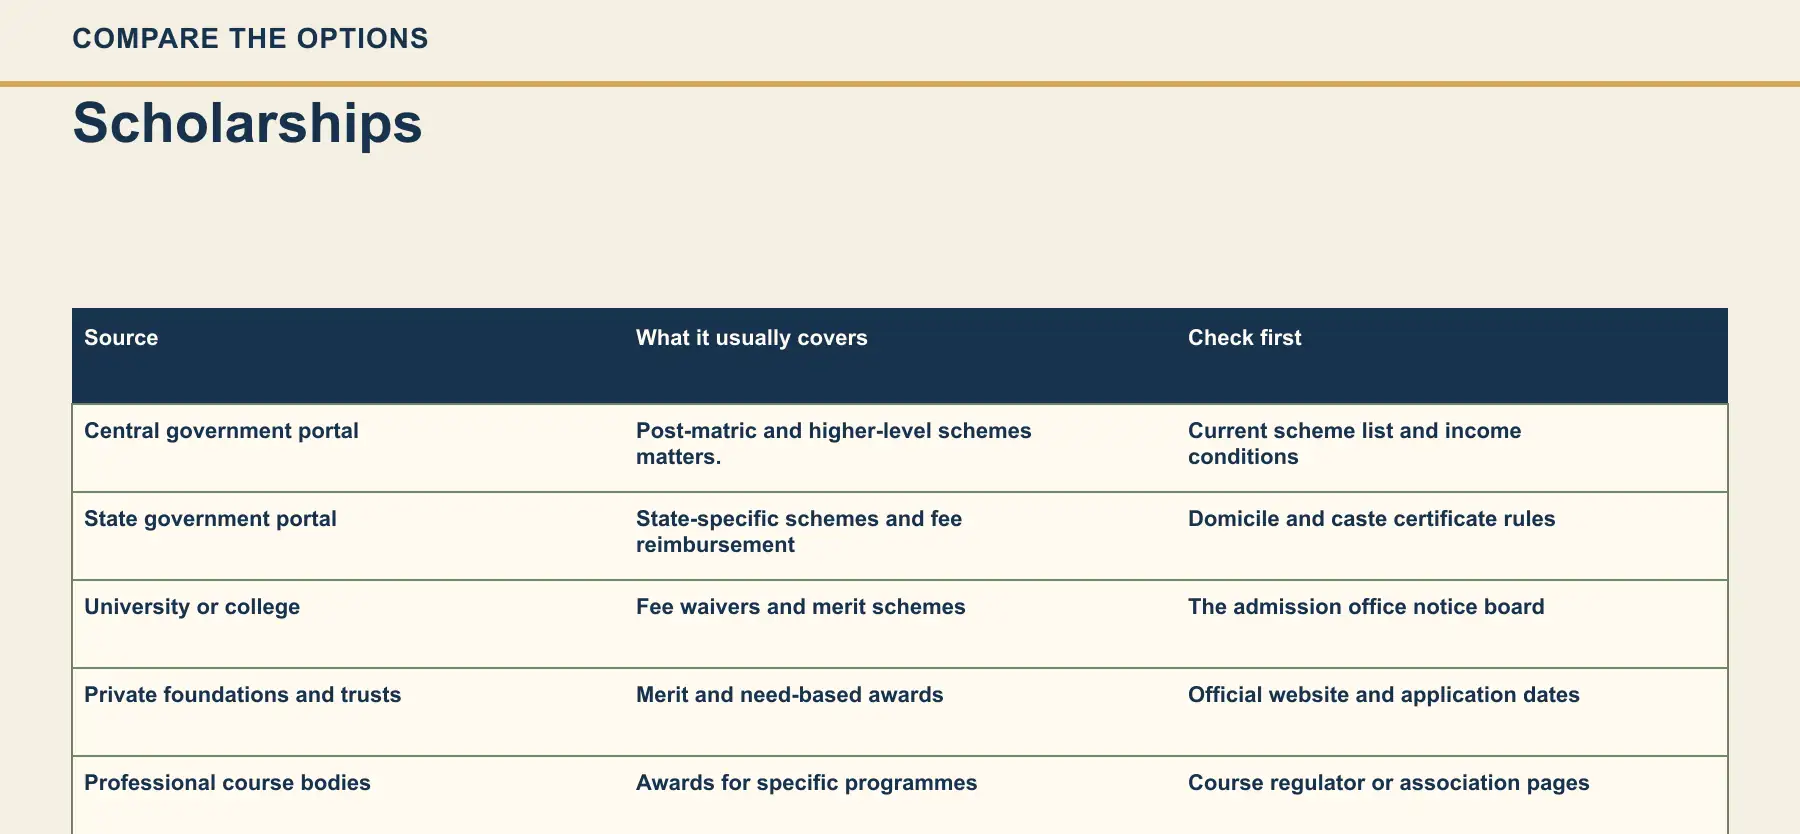 COMPARE THE OPTIONS
Scholarships
Source
What it usually covers
Check first
Central government portal
Post-matric and higher-level schemes
matters.
Current scheme list and income
conditions
State government portal
State-specific schemes and fee
reimbursement
Domicile and caste certificate rules
University or college
Fee waivers and merit schemes
The admission office notice board
Private foundations and trusts
Merit and need-based awards
Official website and application dates
Professional course bodies
Awards for specific programmes
Course regulator or association pages